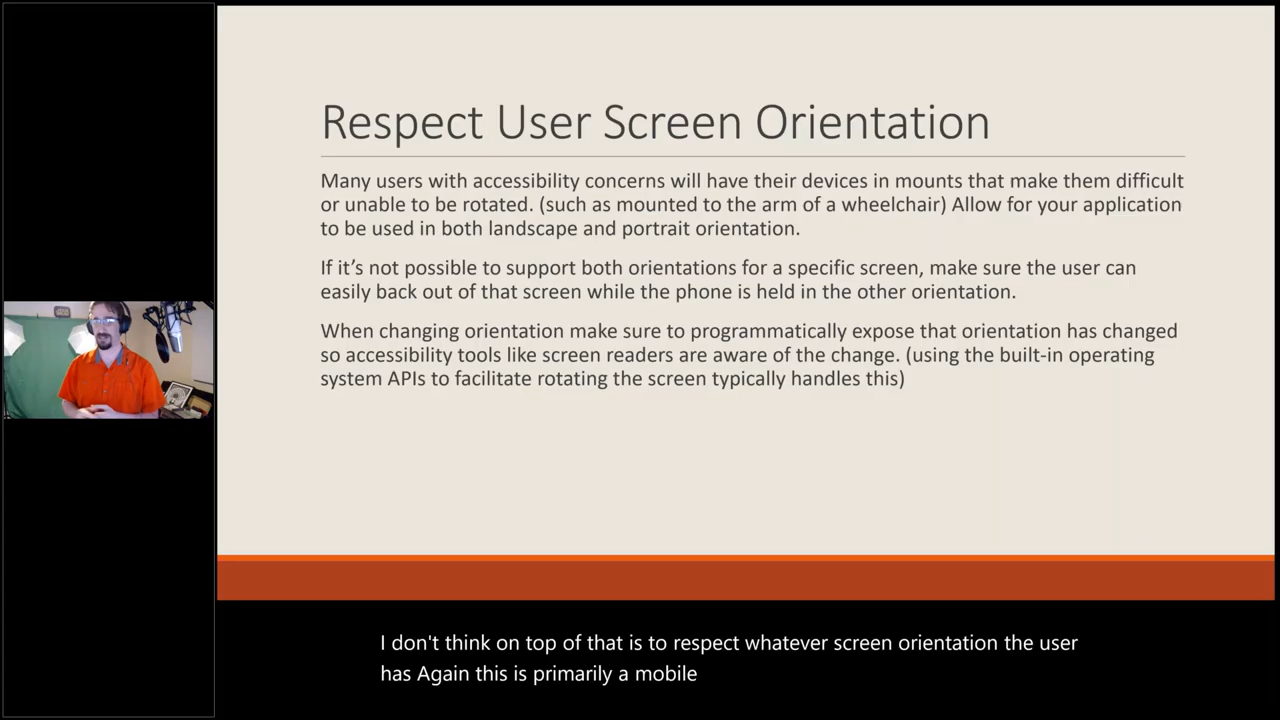 Respect User Screen Orientation
Many users with accessibility concerns will have their devices in mounts that make them difficult
or unable to be rotated. (such as mounted to the arm of a wheelchair) Allow for your application
to be used in both landscape and portrait orientation.
If it’s not possible to support both orientations for a specific screen, make sure the user can
easily back out of that screen while the phone is held in the other orientation.
When changing orientation make sure to programmatically expose that orientation has changed
so accessibility tools like screen readers are aware of the change. (using the built-in operating
system APIs to facilitate rotating the screen typically handles this)
I don't think on top of that is to respect whatever screen orientation the user
has Again this is primarily a mobile